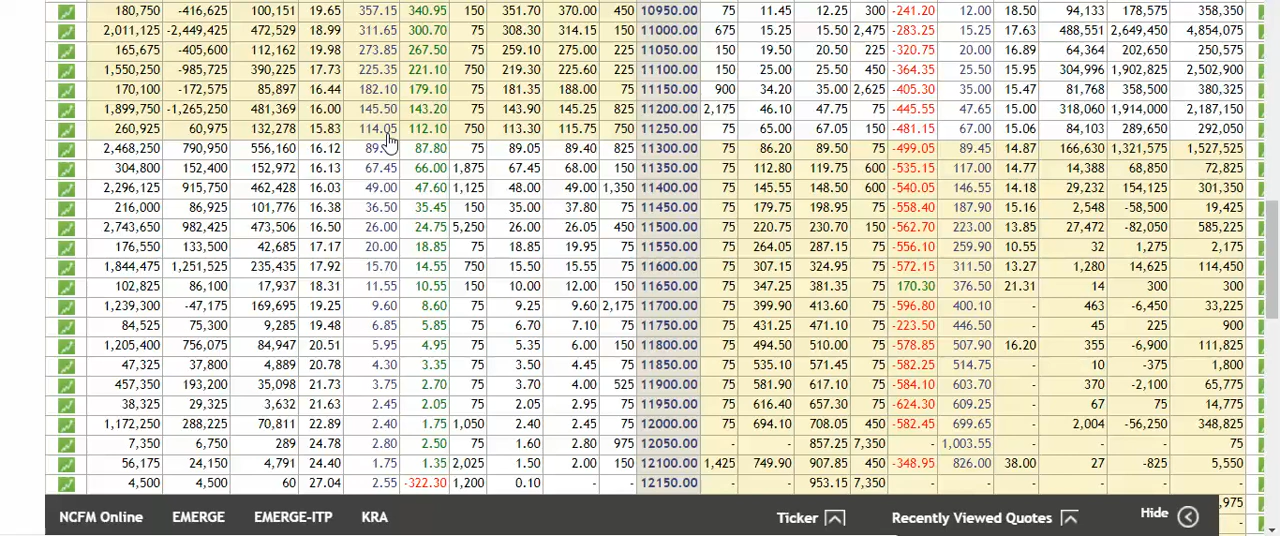 180,750 -416,625 100,151 19.65 357.15 340.95 150 351.70 370.00 450 10950.00 75 11.45 12.25 300 -241.20 12.00 18.50 94,133 178,575 358,350
2,011,125 -2,449,425 472,529 18.99 311.65 300.70 75 308.30 314.15 150 11000.00 675 15.25 15.50 2,475 -283.25 15.25 17.63 488,551 2,649,450 4,854,075
165,675 -405,600 112,162 19.98 273.85 267.50 75 259.10 275.00 225 11050.00 150 19.50 20.50 225 -320.75 20.00 16.89 64,364 202,650 250,575
1,550,250 -985,725 390,225 17.73 225.35 221.10 750 219.30 225.60 225 11100.00 150 25.00 25.50 450 -364.35 25.50 15.95 304,996 1,902,825 2,502,900
170,100 -172,575 85,897 16.44 182.10 179.10 75 181.35 188.00 75 11150.00 900 34.20 35.00 2,625 -405.30 35.00 15.47 81,768 358,500 380,325
1,899,750 -1,265,250 481,369 16.00 145.50 143.20 75 143.90 145.25 825 11200.00 2,175 46.10 47.75 75 -445.55 47.65 15.00 318,060 1,914,000 2,187,150
260,925 60,975 132,278 15.83 114.05 112.10 750 113.30 115.75 750 11250.00 75 65.00 67.05 150 -481.15 67.00 15.06 84,103 289,650 292,050
2,468,250 790,950 556,160 16.12 87.80 75 89.05 89.40 825 11300.00 75 86.20 89.50 75 -499.05 89.45 14.87 166,630 1,321,575 1,527,525
304,800 152,400 152,972 16.13 67.45 66.00 1,875 67.45 68.00 150 11350.00 75 112.80 119.75 600 -535.15 117.00 14.77 14,388 68,850 72,825
2,296,125 915,750 462,428 16.03 49.00 47.60 1,125 48.00 49.00 1,350 11400.00 75 145.55 148.50 600 -540.05 146.55 14.18 29,232 154,125 301,350
216,000 86,925 101,776 16.38 36.50 35.45 75 35.00 37.80 75 11450.00 75 179.75 198.95 75 -558.40 187.90 15.16 2,548 -58,500 19,425
2,743,650 982,425 473,506 16.50 26.00 24.75 5,250 26.00 26.05 450 11500.00 75 220.75 230.70 150 -562.70 223.00 13.85 27,472 -82,050 585,225
176,550 133,500 42,685 17.17 20.00 18.85 75 18.85 19.95 75 11550.00 75 264.05 287.15 75 -556.10 259.90 10.55 32 1,275 2,175
1,844,475 1,251,525 235,435 17.92 15.70 14.55 750 15.50 15.55 75 11600.00 75 307.15 324.95 75 -572.15 311.50 13.27 1,280 14,625 114,450
102,825 86,100 17,937 18.31 11.55 10.55 75 10.00 12.00 150 11650.00 75 347.25 381.35 75 170.30 376.50 21.31 14 300 300
1,239,300 -47,175 169,695 19.25 9.60 8.60 75 9.25 9.60 2,175 11700.00 75 399.90 413.60 75 -596.80 400.10 - 463 -6,450 33,225
84,525 75,300 9,285 19.48 6.85 5.85 75 6.70 7.10 75 11750.00 75 431.25 471.10 75 -223.50 446.50 - 45 225 900
1,205,400 756,075 84,947 20.51 5.95 4.95 75 5.35 6.00 150 11800.00 75 494.50 510.00 75 -578.85 507.90 16.20 355 -6,900 111,825
47,325 37,800 4,889 20.78 4.30 3.35 75 3.50 4.45 75 11850.00 75 535.10 571.45 75 -582.25 514.75 - 10 -375 1,800
457,350 193,200 35,098 21.73 3.75 2.70 75 3.70 4.00 525 11900.00 75 581.90 617.10 75 -584.10 603.70 - 370 -2,100 65,775
38,325 29,325 3,632 21.63 2.45 2.05 75 2.05 2.95 75 11950.00 75 616.40 657.30 75 -624.30 609.25 - 67 75 14,775
1,172,250 288,225 70,811 22.89 2.40 1.75 1,050 2.40 2.45 75 12000.00 75 694.10 708.05 450 -582.45 699.65 - 2,004 -56,250 348,825
7,350 6,750 289 24.78 2.80 2.50 75 1.60 2.80 975 12050.00 - - 857.25 7,350 - 1,003.55 - - - 75
56,175 24,150 4,791 24.40 1.75 1.35 2,025 1.50 2.00 150 12100.00 1,425 749.90 907.85 450 -348.95 826.00 38.00 27 -825 5,550
4,500 4,500 60 27.04 2.55 -322.30 1,200 0.10 - - 12150.00 - - 953.15 7,350 - - - - - -
NCFM Online EMERGE EMERGE-ITP KRA Ticker Recently Viewed Quotes Hide